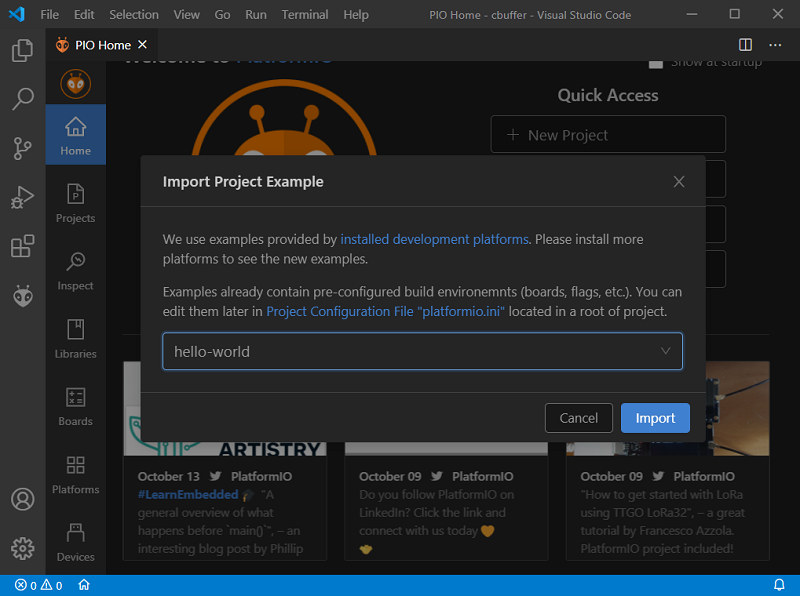 File Edit Selection View Go Run Terminal Help PIO Home - cbuffer - Visual Studio Code
PIO Home
Welcome to PlatformIO
Show at startup
Quick Access
New Project
Home
Projects
Inspect
Libraries
Boards
Platforms
Devices
Import Project Example
We use examples provided by installed development platforms. Please install more
platforms to see the new examples.
Examples already contain pre-configured build environemnts (boards, flags, etc.). You can
edit them later in Project Configuration File "platformio.ini" located in a root of project.
hello-world
Cancel Import
ARTISTRY
October 13 PlatformIO
#LearnEmbedded "A
general overview of what
happens before `main()`", – an
interesting blog post by Phillip
October 09 PlatformIO
Do you follow PlatformIO on
LinkedIn? Click the link and
connect with us today
October 09 PlatformIO
"How to get started with LoRa
using TTGO LoRa32", – a great
tutorial by Francesco Azzola.
PlatformIO project included!
0 0